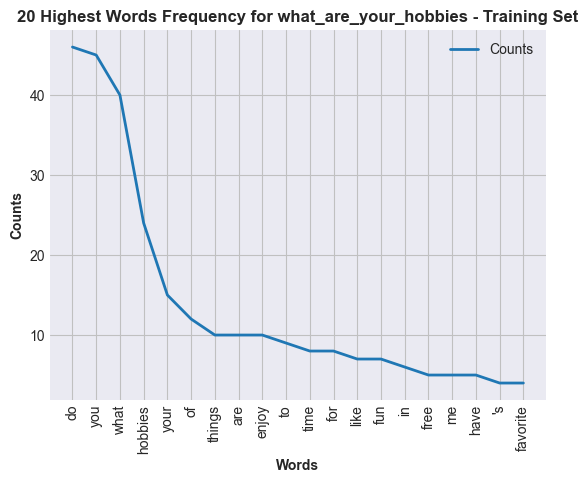 20 Highest Words Frequency for what_are_your_hobbies - Training Set
Counts
Counts
40
30
20
10
do
you
what
hobbies
your
of
things
are
enjoy
to
time
for
like
fun
in
free
me
have
's
favorite
Words